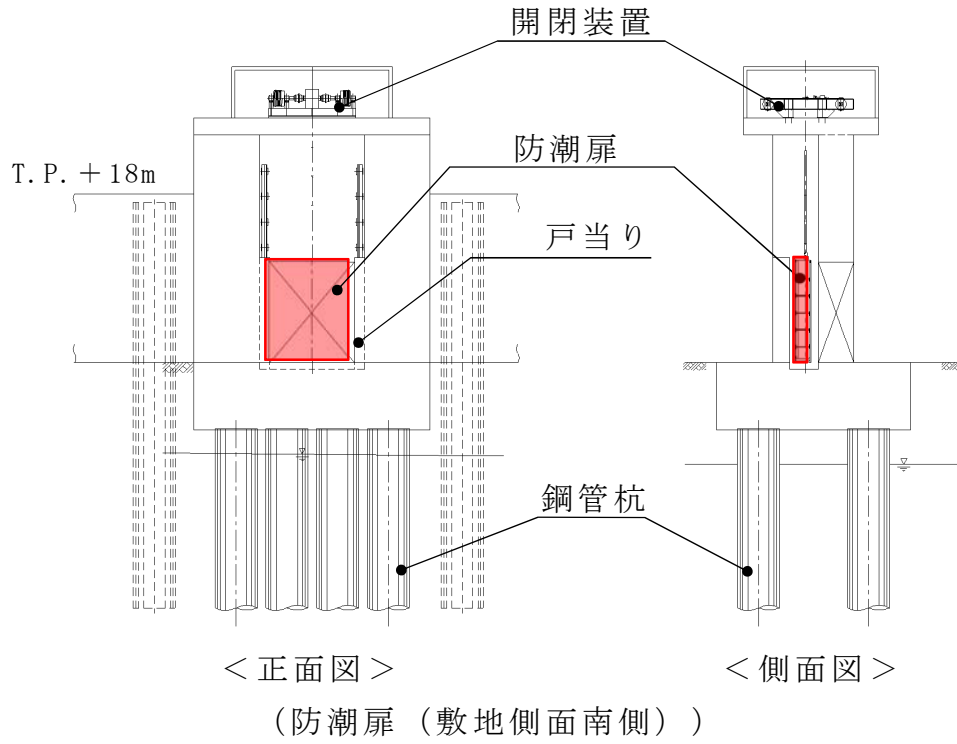 開閉装置
防潮扉
T.P.＋18m
戸当り
鋼管杭
＜正面図＞
＜側面図＞
(防潮扉（敷地側面南側）)